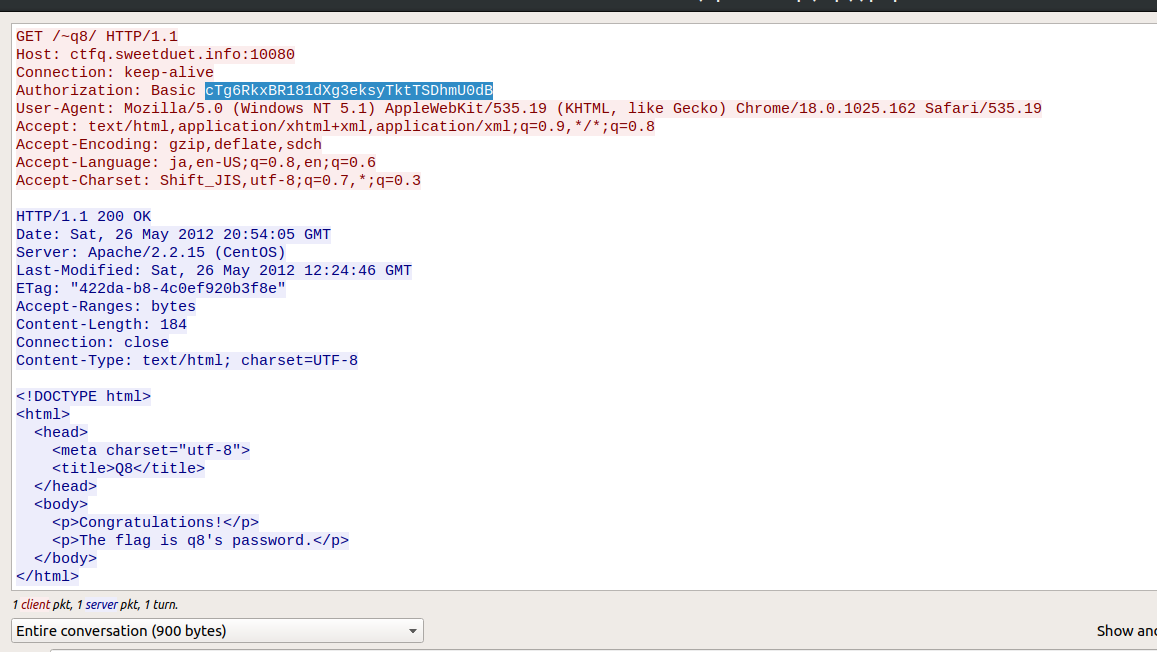 GET /~q8/ HTTP/1.1
Host: ctfq.sweetduet.info:10080
Connection: keep-alive
Authorization: Basic cTg6RkxBR181dXg3eksyTktTSDhmU0dB
User-Agent: Mozilla/5.0 (Windows NT 5.1) AppleWebKit/535.19 (KHTML, like Gecko) Chrome/18.0.1025.162 Safari/535.19
Accept: text/html,application/xhtml+xml,application/xml;q=0.9,*/*;q=0.8
Accept-Encoding: gzip,deflate,sdch
Accept-Language: ja,en-US;q=0.8,en;q=0.6
Accept-Charset: Shift_JIS,utf-8;q=0.7,*;q=0.3
HTTP/1.1 200 OK
Date: Sat, 26 May 2012 20:54:05 GMT
Server: Apache/2.2.15 (CentOS)
Last-Modified: Sat, 26 May 2012 12:24:46 GMT
ETag: "422da-b8-4c0ef920b3f8e"
Accept-Ranges: bytes
Content-Length: 184
Connection: close
Content-Type: text/html; charset=UTF-8
<!DOCTYPE html>
<html>
<head>
<meta charset="utf-8">
<title>Q8</title>
</head>
<body>
<p>Congratulations!</p>
<p>The flag is q8's password.</p>
</body>
</html>
1 client pkt, 1 server pkt, 1 turn.
Entire conversation (900 bytes)
Show